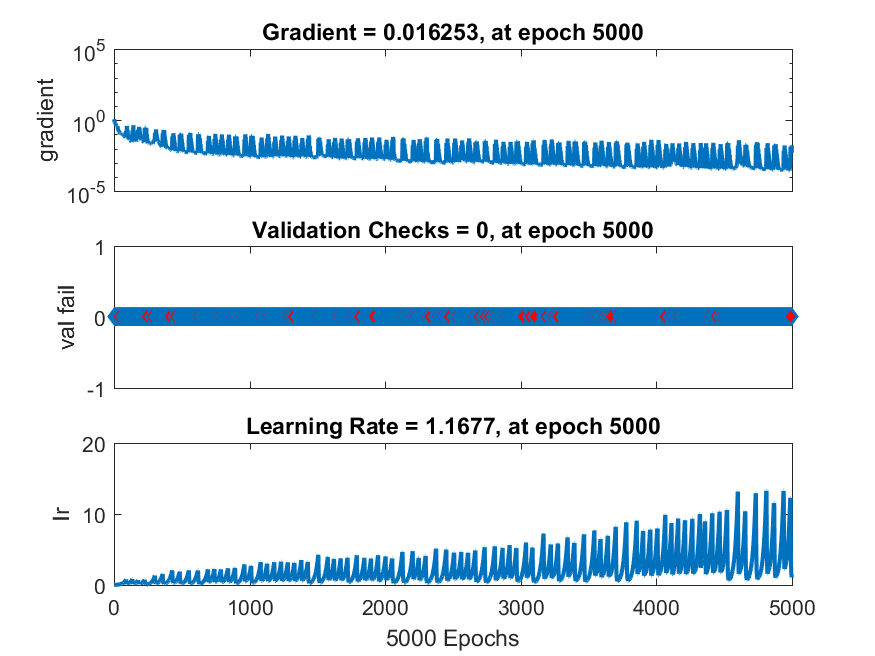 Gradient = 0.016253, at epoch 5000
10^5
10^0
10^-5
gradient
Validation Checks = 0, at epoch 5000
1
0
-1
val fail
Learning Rate = 1.1677, at epoch 5000
20
10
0
lr
0 1000 2000 3000 4000 5000
5000 Epochs